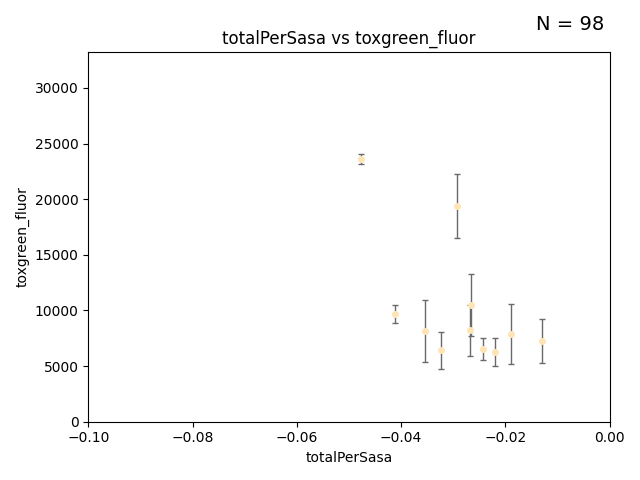 N = 98
totalPerSasa vs toxgreen_fluor
30000
25000
20000
15000
10000
5000
0
toxgreen_fluor
−0.10 −0.08 −0.06 −0.04 −0.02 0.00
totalPerSasa